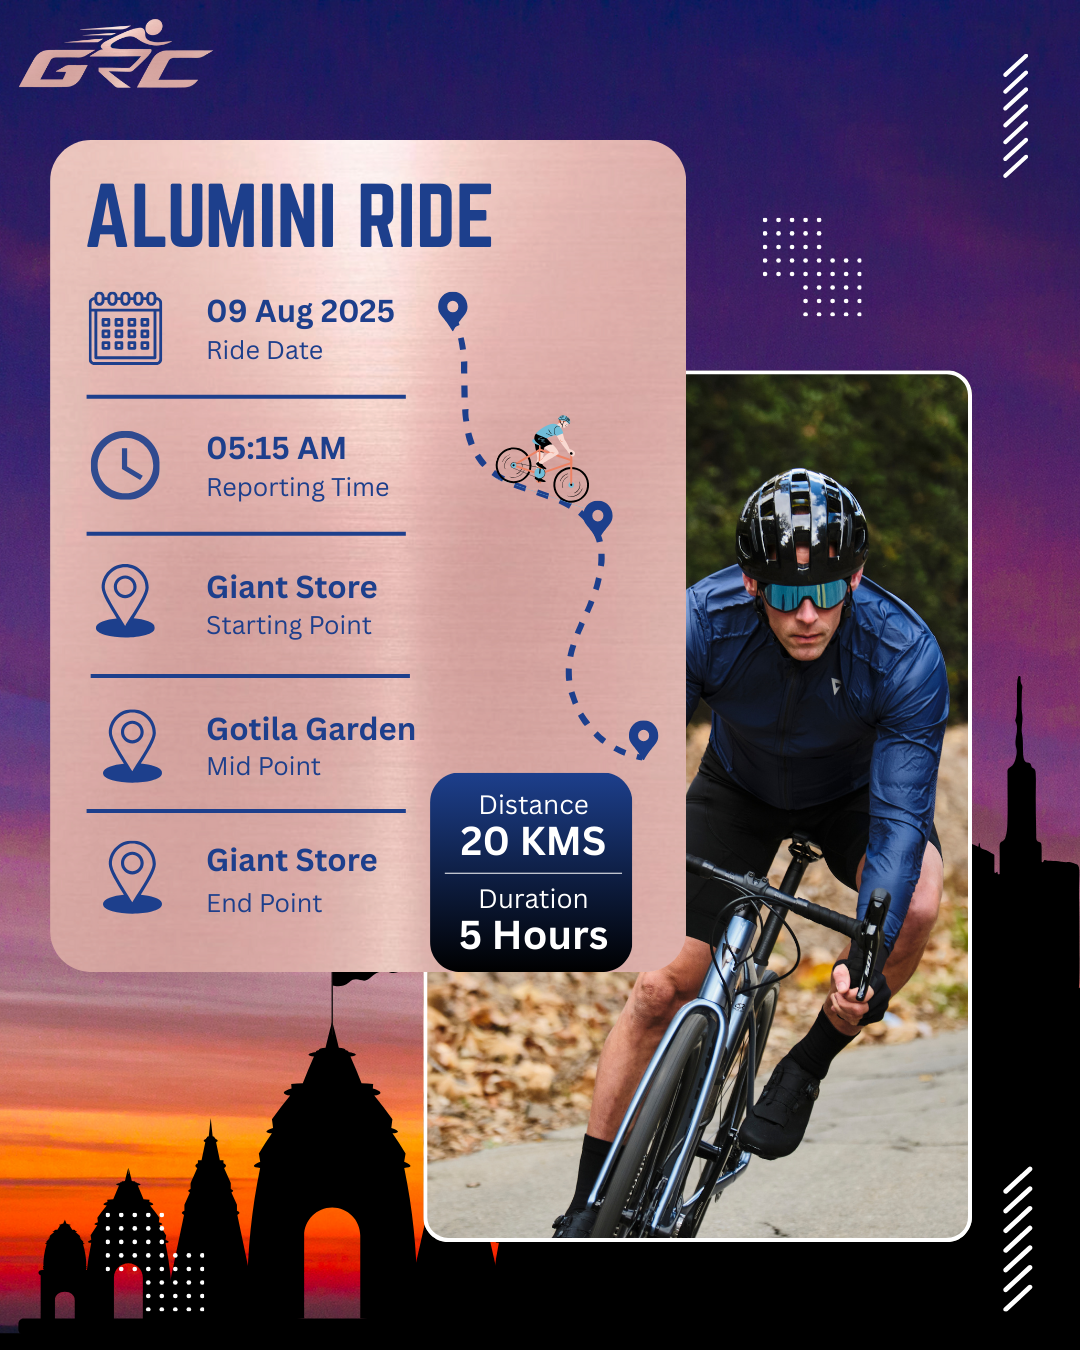 GRC
ALUMINI RIDE
09 Aug 2025
Ride Date
05:15 AM
Reporting Time
Giant Store
Starting Point
Gotila Garden
Mid Point
Giant Store
End Point
Distance
20 KMS
Duration
5 Hours
105